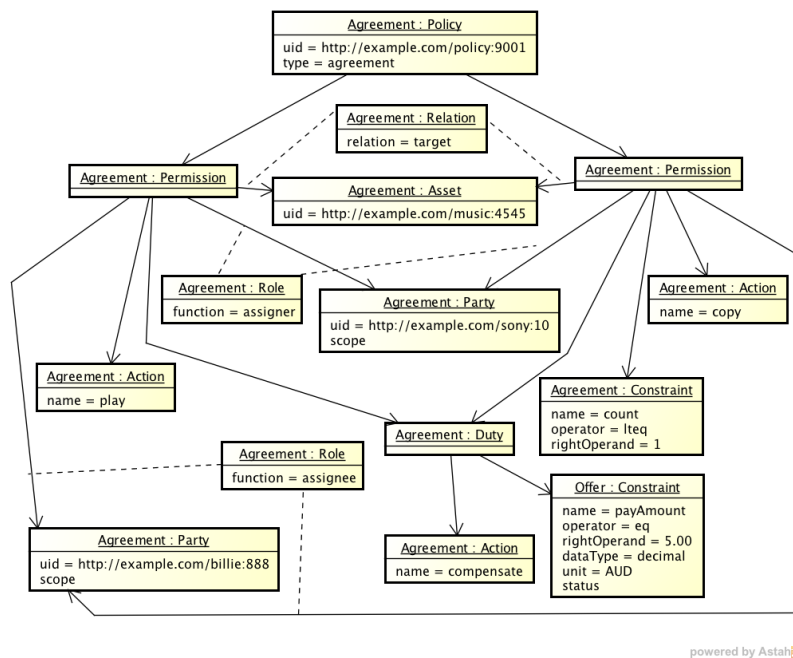 Agreement : Policy
uid = http://example.com/policy:9001
type = agreement
Agreement : Relation
relation = target
Agreement : Permission
Agreement : Asset
uid = http://example.com/music:4545
Agreement : Permission
Agreement : Role
function = assigner
Agreement : Party
uid = http://example.com/sony:10
scope
Agreement : Action
name = copy
Agreement : Action
name = play
Agreement : Constraint
name = count
operator = lteq
rightOperand = 1
Agreement : Duty
Agreement : Role
function = assignee
Offer : Constraint
name = payAmount
operator = eq
rightOperand = 5.00
dataType = decimal
unit = AUD
status
Agreement : Party
uid = http://example.com/billie:888
scope
Agreement : Action
name = compensate
powered by Astah